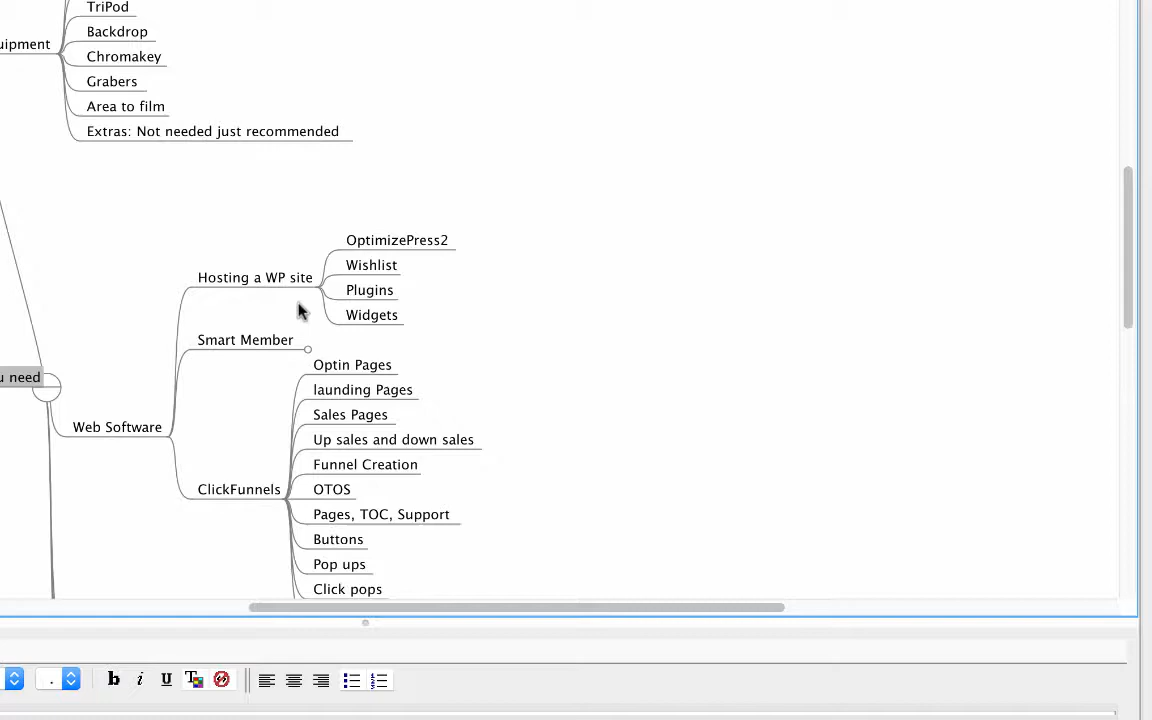 TriPod
Backdrop
uipment
Chromakey
Grabers
Area to film
Extras: Not needed just recommended
OptimizePress2
Wishlist
Hosting a WP site
Plugins
Widgets
Smart Member
Optin Pages
u need
launding Pages
Sales Pages
Web Software
Up sales and down sales
Funnel Creation
ClickFunnels
OTOS
Pages, TOC, Support
Buttons
Pop ups
Click pops
. b i U T